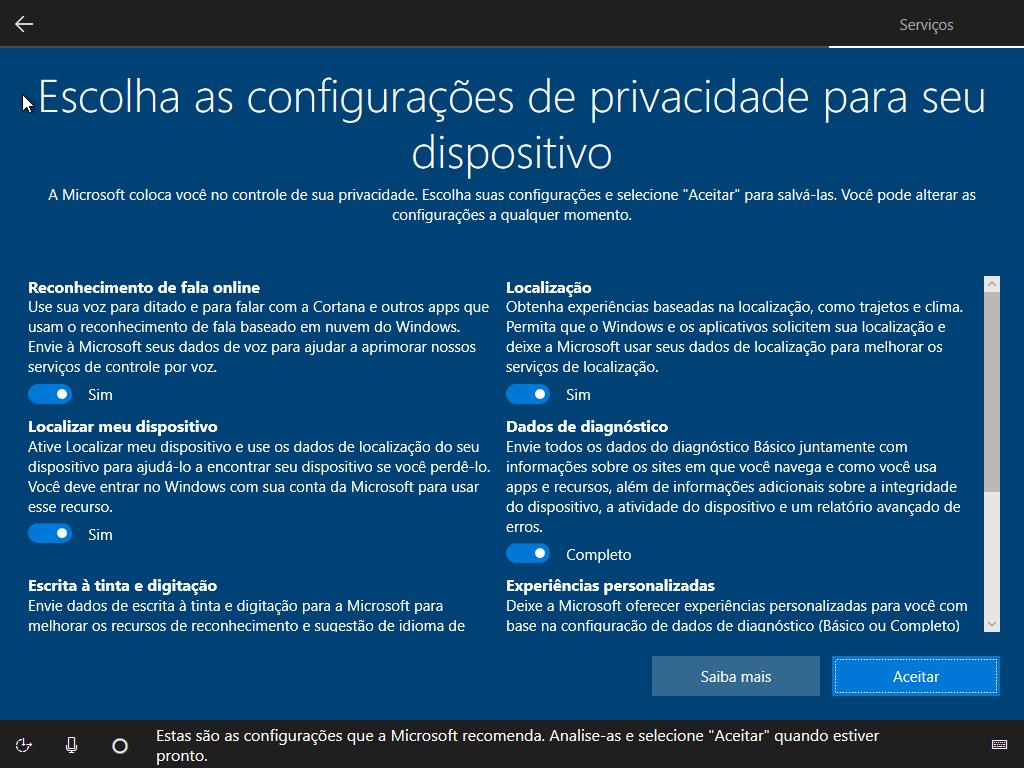 Serviços
Escolha as configurações de privacidade para seu
dispositivo
A Microsoft coloca você no controle de sua privacidade. Escolha suas configurações e selecione "Aceitar" para salvá-las. Você pode alterar as
configurações a qualquer momento.
Reconhecimento de fala online
Use sua voz para ditado e para falar com a Cortana e outros apps que
usam o reconhecimento de fala baseado em nuvem do Windows.
Envie à Microsoft seus dados de voz para ajudar a aprimorar nossos
serviços de controle por voz.
Sim
Localização
Obtenha experiências baseadas na localização, como trajetos e clima.
Permita que o Windows e os aplicativos solicitem sua localização e
deixe a Microsoft usar seus dados de localização para melhorar os
serviços de localização.
Sim
Localizar meu dispositivo
Ative Localizar meu dispositivo e use os dados de localização do seu
dispositivo para ajudá-lo a encontrar seu dispositivo se você perdê-lo.
Você deve entrar no Windows com sua conta da Microsoft para usar
esse recurso.
Sim
Dados de diagnóstico
Envie todos os dados do diagnóstico Básico juntamente com
informações sobre os sites em que você navega e como você usa
apps e recursos, além de informações adicionais sobre a integridade
do dispositivo, a atividade do dispositivo e um relatório avançado de
erros.
Completo
Escrita à tinta e digitação
Envie dados de escrita à tinta e digitação para a Microsoft para
melhorar os recursos de reconhecimento e sugestão de idioma de
Experiências personalizadas
Deixe a Microsoft oferecer experiências personalizadas para você com
base na configuração de dados de diagnóstico (Básico ou Completo)
Saiba mais
Aceitar
Estas são as configurações que a Microsoft recomenda. Analise-as e selecione "Aceitar" quando estiver
pronto.